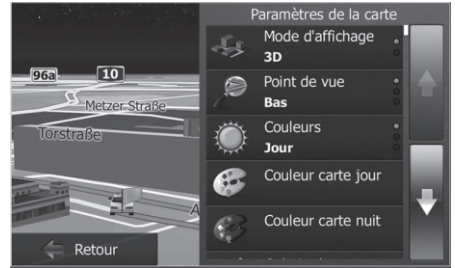 Paramètres de la carte
Mode d'affichage
3D
96a
10
Point de vue
Bas
Metzer Straße
Torstraße
Couleurs
Jour
Couleur carte jour
A
Couleur carte nuit
Retour